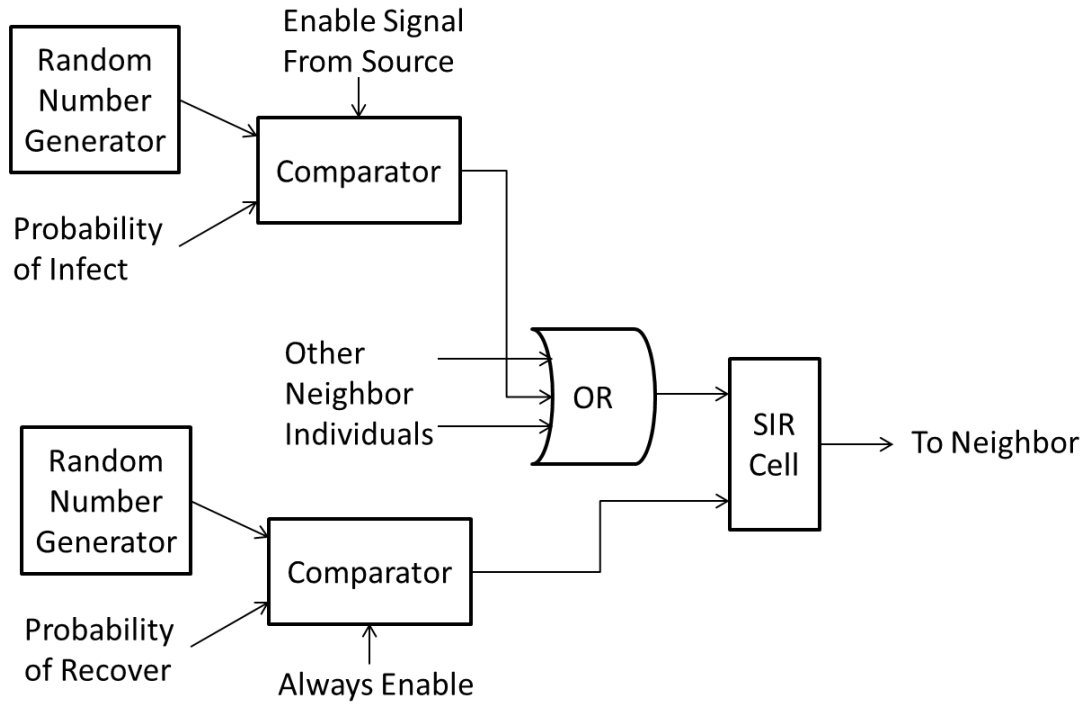 Enable Signal
From Source
Random
Number
Generator
Comparator
Probability
of Infect
Other
Neighbor
Individuals
OR
SIR
Cell
To Neighbor
Random
Number
Generator
Comparator
Probability
of Recover
Always Enable